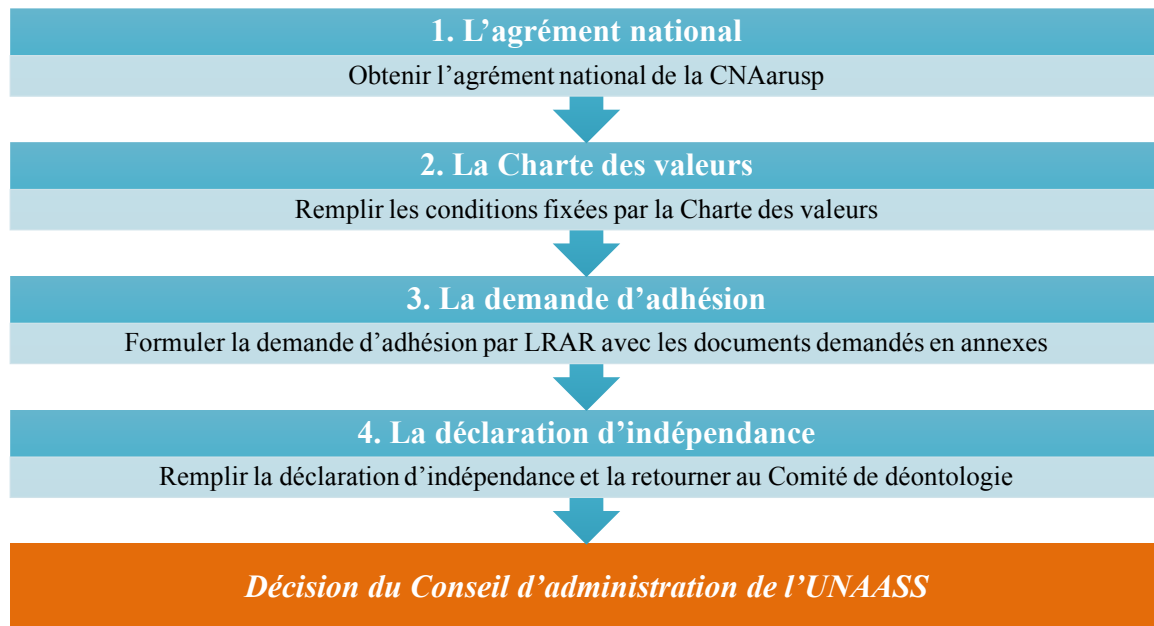 1. L’agrément national
Obtenir l’agrément national de la CNAarusp
2. La Charte des valeurs
Remplir les conditions fixées par la Charte des valeurs
3. La demande d’adhésion
Formuler la demande d’adhésion par LRAR avec les documents demandés en annexes
4. La déclaration d’indépendance
Remplir la déclaration d’indépendance et la retourner au Comité de déontologie
Décision du Conseil d’administration de l’UNAASS